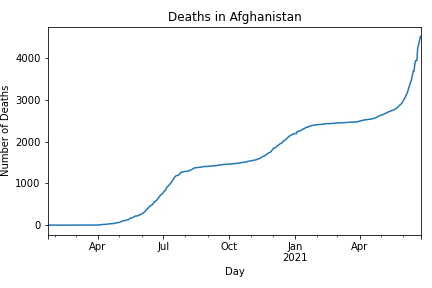 Deaths in Afghanistan
Number of Deaths
4000
3000
2000
1000
0
Apr
Jul
Oct
Jan
2021
Apr
Day